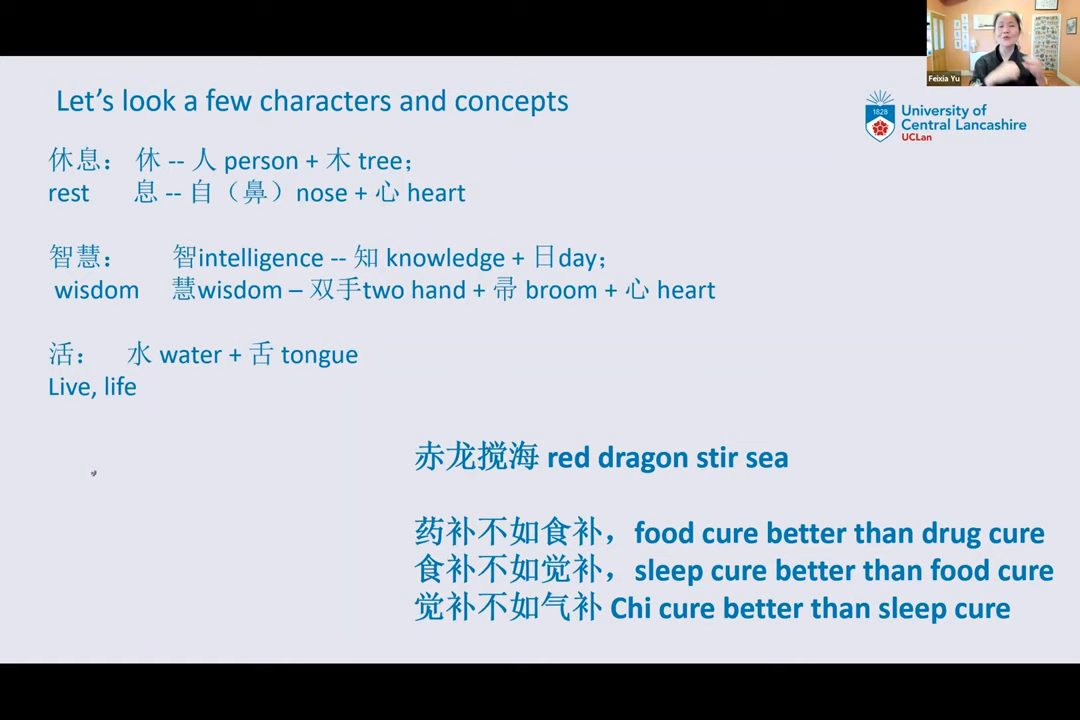 Let's look a few characters and concepts
休息： 休 -- 人 person + 木 tree；
rest 息 -- 自（鼻）nose + 心 heart
智慧： 智intelligence -- 知 knowledge + 日day；
wisdom 慧wisdom – 双手two hand + 帚 broom + 心 heart
活： 水 water + 舌 tongue
Live, life
赤龙搅海 red dragon stir sea
药补不如食补，food cure better than drug cure
食补不如觉补，sleep cure better than food cure
觉补不如气补 Chi cure better than sleep cure
Feixia Yu
1828
University of
Central Lancashire
UCLan